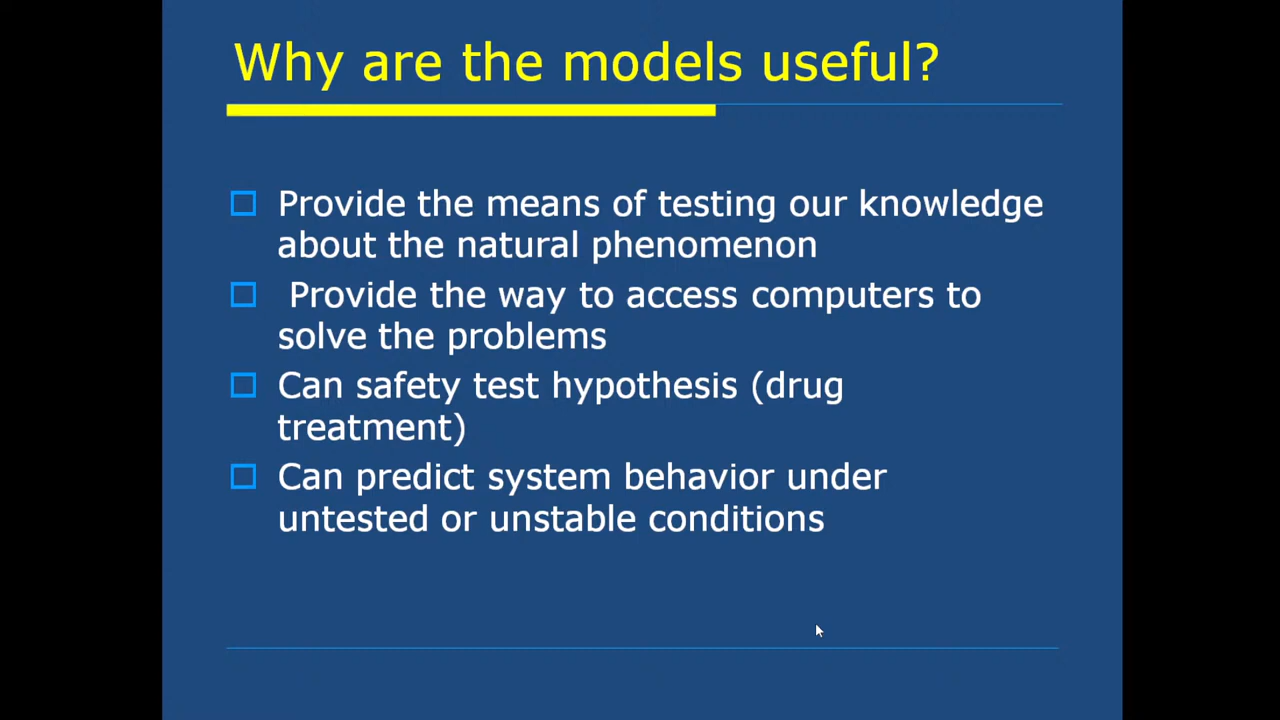 Why are the models useful?
Provide the means of testing our knowledge
about the natural phenomenon
Provide the way to access computers to
solve the problems
Can safety test hypothesis (drug
treatment)
Can predict system behavior under
untested or unstable conditions